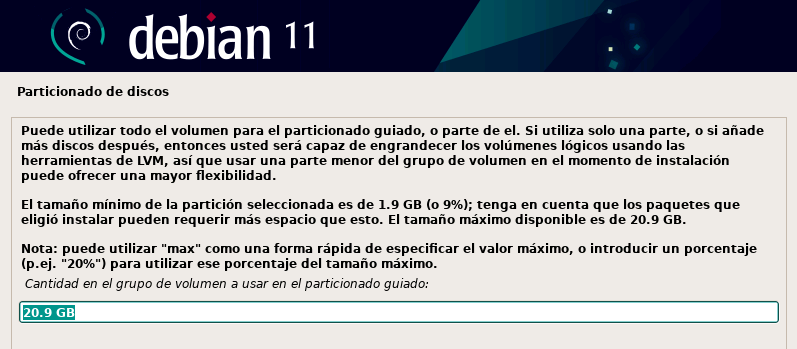 debian 11
Particionado de discos
Puede utilizar todo el volumen para el particionado guiado, o parte de el. Si utiliza solo una parte, o si añade
más discos después, entonces usted será capaz de engrandecer los volúmenes lógicos usando las
herramientas de LVM, así que usar una parte menor del grupo de volumen en el momento de instalación
puede ofrecer una mayor flexibilidad.
El tamaño mínimo de la partición seleccionada es de 1.9 GB (o 9%); tenga en cuenta que los paquetes que
eligió instalar pueden requerir más espacio que esto. El tamaño máximo disponible es de 20.9 GB.
Nota: puede utilizar "max" como una forma rápida de especificar el valor máximo, o introducir un porcentaje
(p.ej. "20%") para utilizar ese porcentaje del tamaño máximo.
Cantidad en el grupo de volumen a usar en el particionado guiado:
20.9 GB